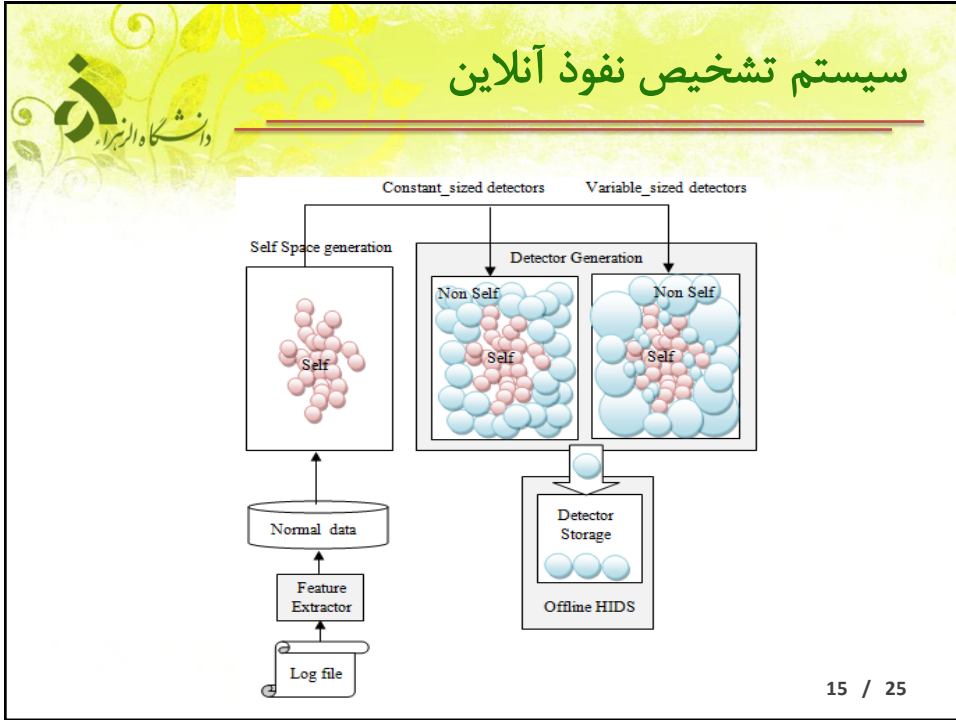 سیستم تشخیص نفوذ آنلاین
دانشگاه الزهراء
Constant_sized detectors
Variable_sized detectors
Self Space generation
Detector Generation
Non Self
Non Self
Self
Self
Self
Detector
Storage
Normal data
Feature
Extractor
Offline HIDS
Log file
15 / 25